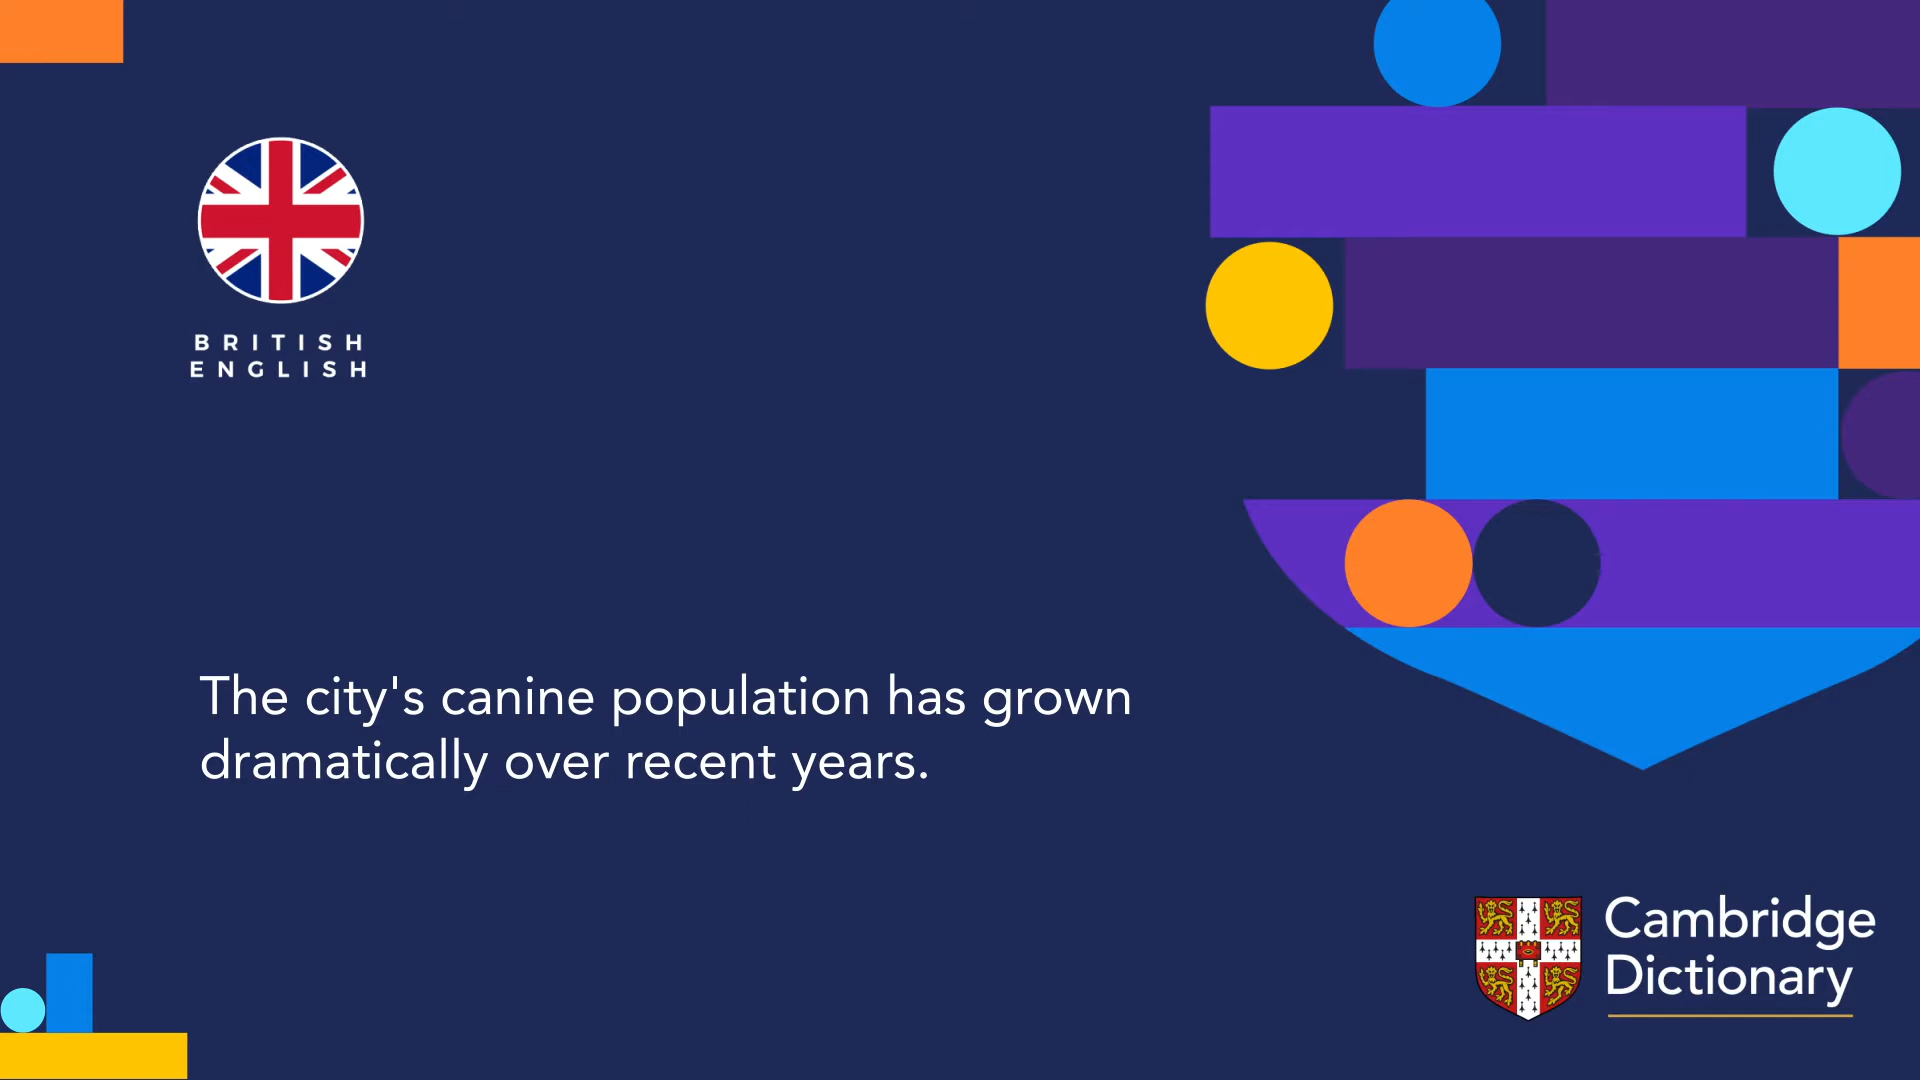 BRITISH
ENGLISH
The city's canine population has grown
dramatically over recent years.
Cambridge
Dictionary